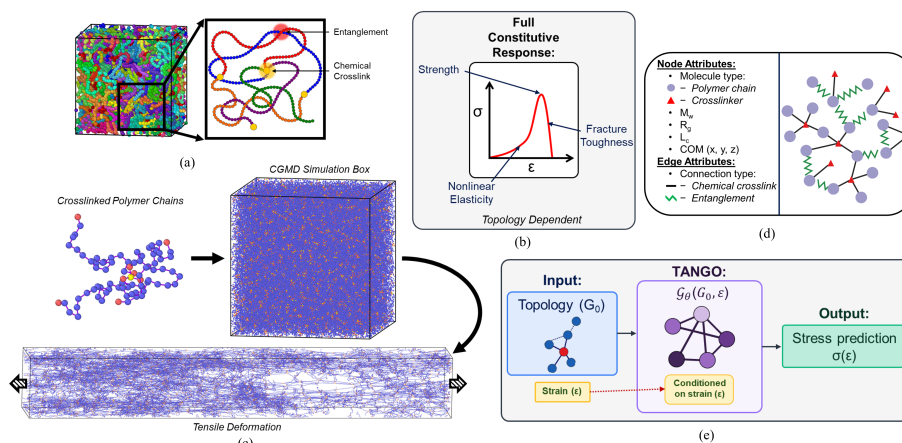 Entanglement
Chemical
Crosslink
(a)
Full
Constitutive
Response:
Strength
σ
ε
Fracture
Toughness
Nonlinear
Elasticity
Topology Dependent
(b)
Node Attributes:
• Molecule type:
– Polymer chain
– Crosslinker
• Mw
• Rg
• Lc
• COM (x, y, z)
Edge Attributes:
• Connection type:
– Chemical crosslink
– Entanglement
(d)
CGMD Simulation Box
Crosslinked Polymer Chains
Tensile Deformation
Input:
Topology (G0)
Strain (ε)
TANGO:
𝒢θ(G0, ε)
Conditioned
on strain (ε)
Output:
Stress prediction
σ(ε)
(e)